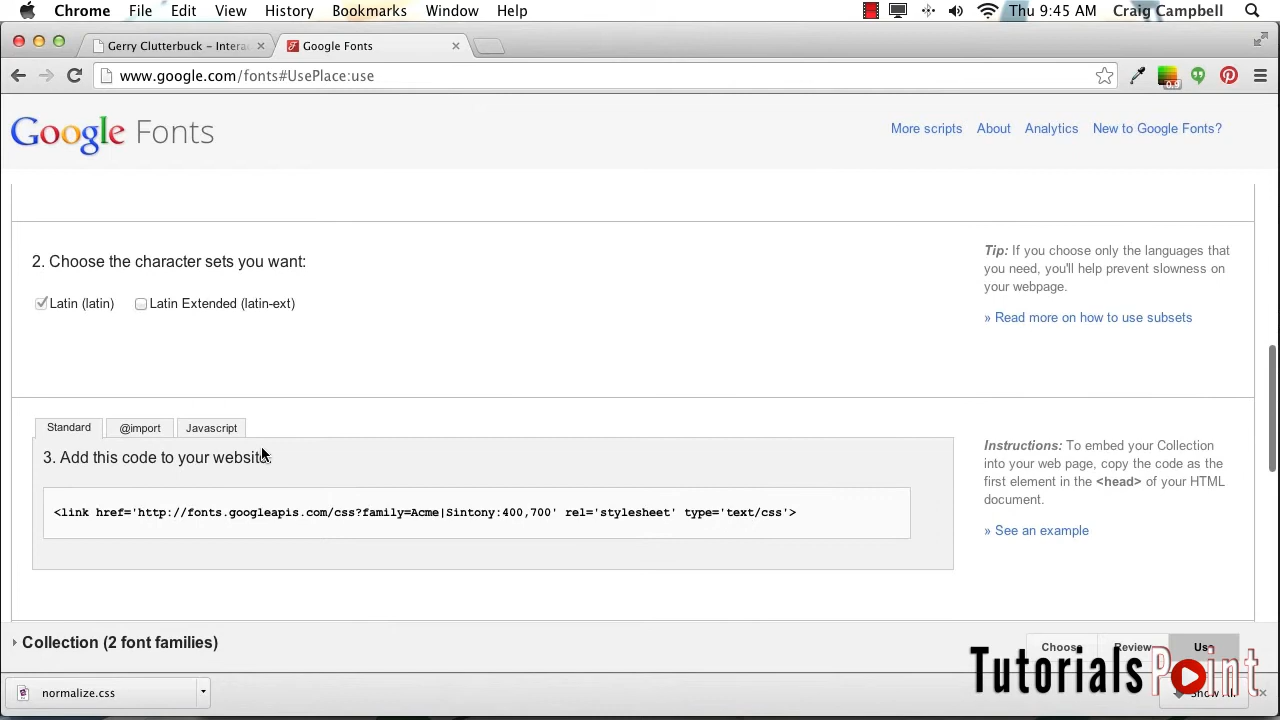 Chrome File Edit View History Bookmarks Window Help Thu 9:45 AM Craig Campbell
Gerry Clutterbuck – Intera Google Fonts
www.google.com/fonts#UsePlace:use
Google Fonts More scripts About Analytics New to Google Fonts?
2. Choose the character sets you want:
Latin (latin) Latin Extended (latin-ext)
Tip: If you choose only the languages that
you need, you'll help prevent slowness on
your webpage.
» Read more on how to use subsets
Standard @import Javascript
3. Add this code to your website:
<link href='http://fonts.googleapis.com/css?family=Acme|Sintony:400,700' rel='stylesheet' type='text/css'>
Instructions: To embed your Collection
into your web page, copy the code as the
first element in the <head> of your HTML
document.
» See an example
Collection (2 font families) Choose Review Use
TutorialsPoint
normalize.css Show All